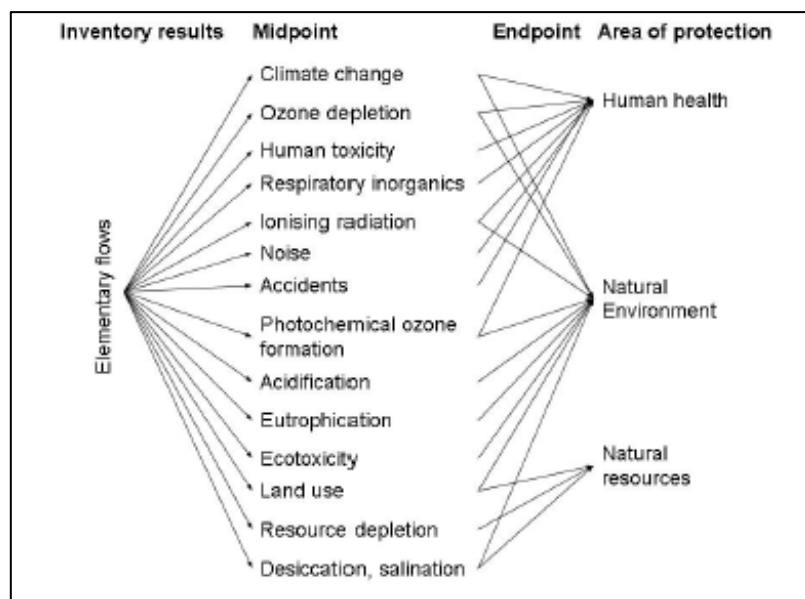 Inventory results Midpoint Endpoint Area of protection
Climate change
Ozone depletion
Human toxicity
Respiratory inorganics
Ionising radiation
Noise
Accidents
Photochemical ozone
formation
Acidification
Eutrophication
Ecotoxicity
Land use
Resource depletion
Desiccation, salination
Elementary flows
Human health
Natural
Environment
Natural
resources